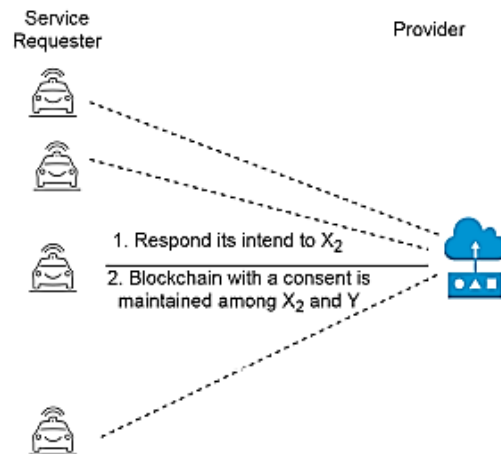 Service
Requester
Provider
1. Respond its intend to X₂
2. Blockchain with a consent is
maintained among X₂ and Y